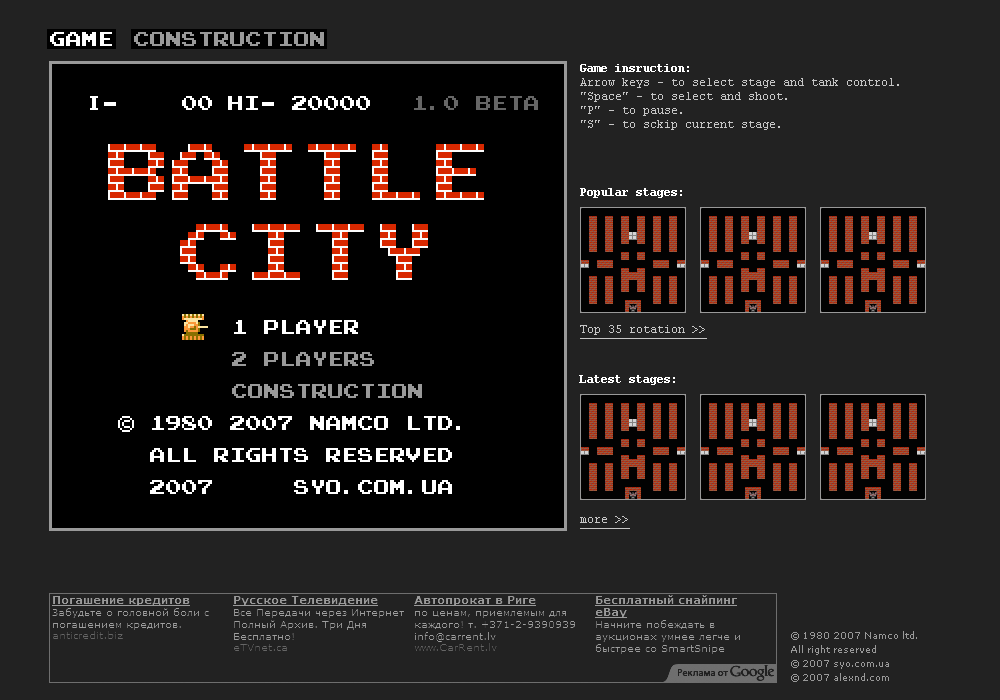 GAME CONSTRUCTION
I- 00 HI- 20000 1.0 BETA
BATTLE
CITY
1 PLAYER
2 PLAYERS
CONSTRUCTION
© 1980 2007 NAMCO LTD.
ALL RIGHTS RESERVED
2007 SYO.COM.UA
Game insruction:
Arrow keys - to select stage and tank control.
"Space" - to select and shoot.
"P" - to pause.
"S" - to sckip current stage.
Popular stages:
Top 35 rotation >>
Latest stages:
more >>
Погашение кредитов
Забудьте о головной боли с
погашением кредитов.
anticredit.biz
Русское Телевидение
Все Передачи через Интернет
Полный Архив. Три Дня
Бесплатно!
eTVnet.ca
Автопрокат в Риге
по ценам, приемлемым для
каждого! т. +371-2-9390939
info@carrent.lv
www.CarRent.lv
Бесплатный снайпинг
eBay
Начните побеждать в
аукционах умнее легче и
быстрее со SmartSnipe
Реклама от Google
© 1980 2007 Namco ltd.
All right reserved
© 2007 syo.com.ua
© 2007 alexnd.com